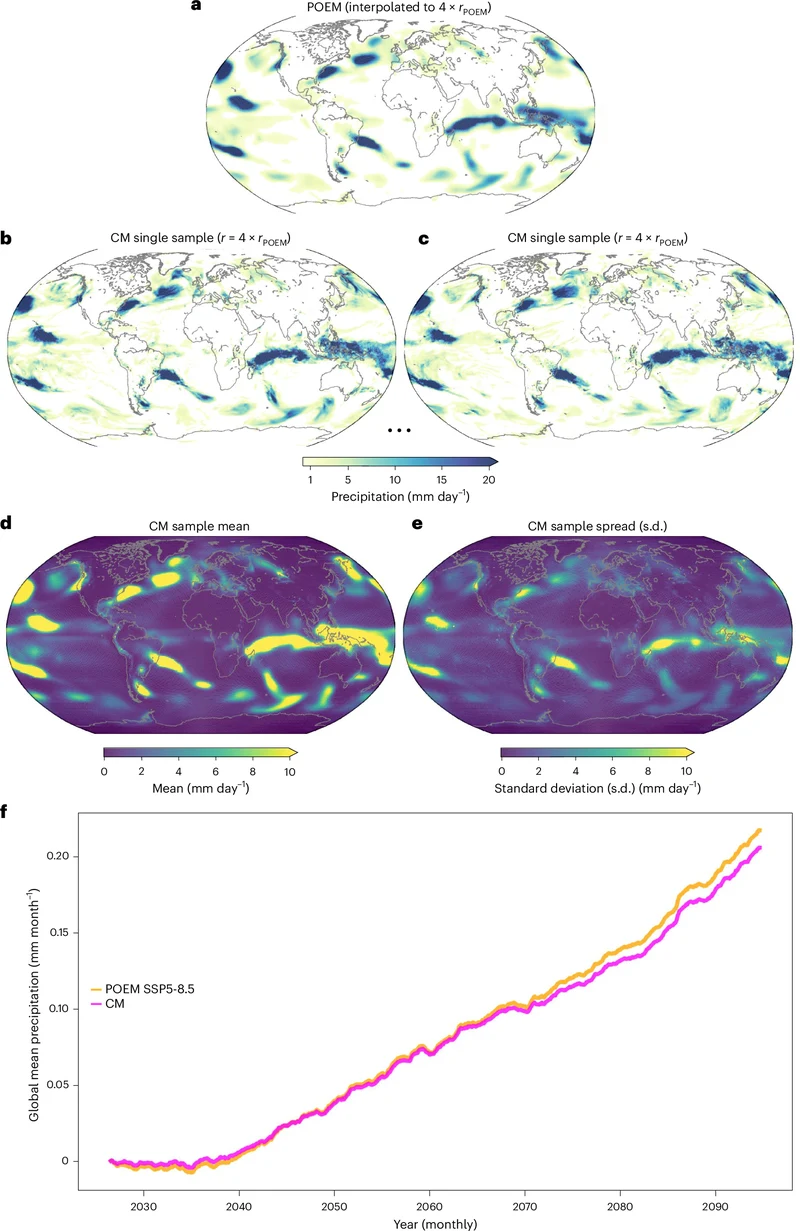 a
POEM (interpolated to 4 × rPOEM)
b
CM single sample (r = 4 × rPOEM)
c
CM single sample (r = 4 × rPOEM)
...
1 5 10 15 20
Precipitation (mm day–1)
d
CM sample mean
e
CM sample spread (s.d.)
0 2 4 6 8 10
Mean (mm day–1)
0 2 4 6 8 10
Standard deviation (s.d.) (mm day–1)
f
Global mean precipitation (mm month–1)
0.20
0.15
0.10
0.05
0
POEM SSP5-8.5
CM
2030 2040 2050 2060 2070 2080 2090
Year (monthly)